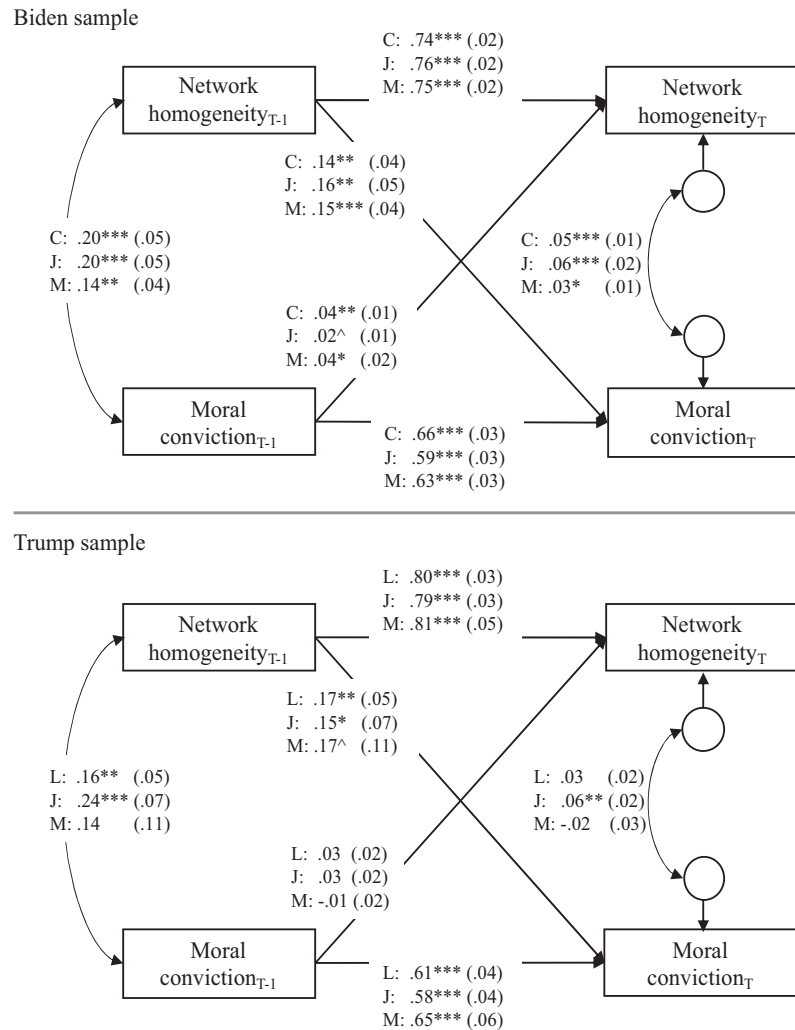 Biden sample
C: .74*** (.02)
J: .76*** (.02)
M: .75*** (.02)
Network
homogeneityT-1
Network
homogeneityT
C: .14** (.04)
J: .16** (.05)
M: .15*** (.04)
C: .20*** (.05)
J: .20*** (.05)
M: .14** (.04)
C: .05*** (.01)
J: .06*** (.02)
M: .03* (.01)
C: .04** (.01)
J: .02^ (.01)
M: .04* (.02)
Moral
convictionT-1
Moral
convictionT
C: .66*** (.03)
J: .59*** (.03)
M: .63*** (.03)
Trump sample
L: .80*** (.03)
J: .79*** (.03)
M: .81*** (.05)
Network
homogeneityT-1
Network
homogeneityT
L: .17** (.05)
J: .15* (.07)
M: .17^ (.11)
L: .16** (.05)
J: .24*** (.07)
M: .14 (.11)
L: .03 (.02)
J: .06** (.02)
M: -.02 (.03)
L: .03 (.02)
J: .03 (.02)
M: -.01 (.02)
Moral
convictionT-1
Moral
convictionT
L: .61*** (.04)
J: .58*** (.04)
M: .65*** (.06)